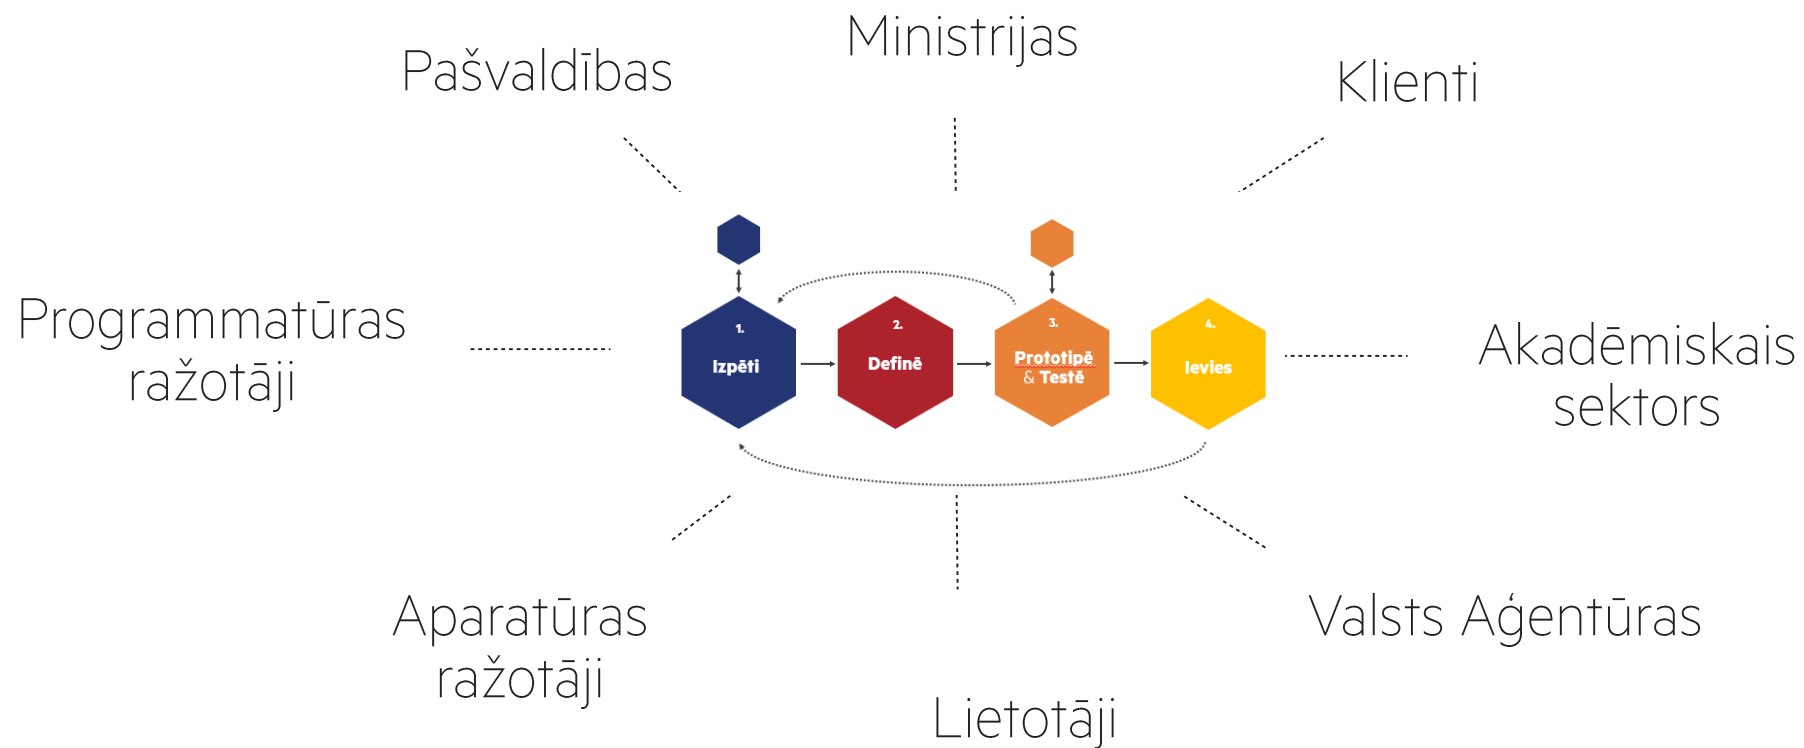 Ministrijas
Pašvaldības
Klienti
Programmatūras
ražotāji
1.
Izpēti
2.
Definē
3.
Prototipē
& Testē
4.
Ievies
Akadēmiskais
sektors
Aparatūras
ražotāji
Valsts Aģentūras
Lietotāji